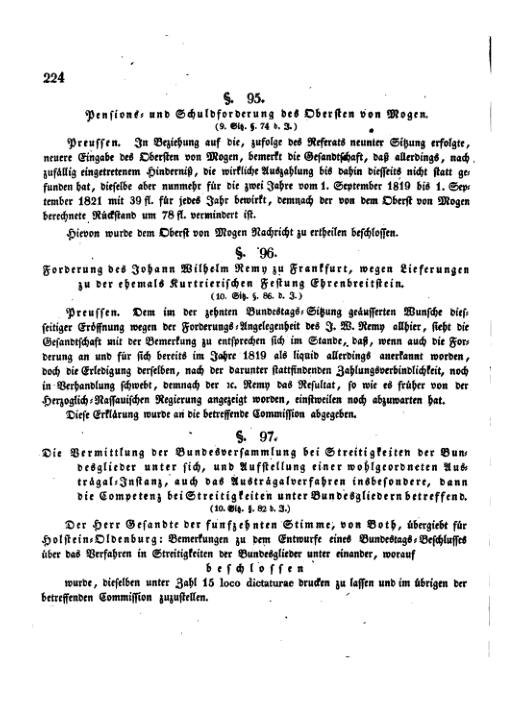 224
§. 95.
Pensions- und Schuldforderung des Obersten von Mogen.
(9. Sitz. §. 74 d. J.)
Preussen. In Beziehung auf die, zufolge des Referats neunter Sitzung erfolgte,
neuere Eingabe des Obersten von Mogen, bemerkt die Gesandtschaft, daß allerdings, nach
zufällig eingetretenem Hinderniß, die wirkliche Auszahlung bis dahin diesseits nicht statt ge-
funden hat, dieselbe aber nunmehr für die zwei Jahre vom 1. September 1819 bis 1. Sep-
tember 1821 mit 39 fl. für jedes Jahr bewirkt, demnach der von dem Oberst von Mogen
berechnete Rückstand um 78 fl. vermindert ist.
Hievon wurde dem Oberst von Mogen Nachricht zu ertheilen beschlossen.
§. 96.
Forderung des Johann Wilhelm Remy zu Frankfurt, wegen Lieferungen
zu der ehemals Kurtrierischen Festung Ehrenbreitstein.
(10. Sitz. §. 86. d. J.)
Preussen. Dem im der zehnten Bundestags-Sitzung geäusserten Wunsche dies-
seitiger Eröffnung wegen der Forderungs-Angelegenheit des J. W. Remy allhier, sieht die
Gesandtschaft mit der Bemerkung zu entsprechen sich im Stande, daß, wenn auch die For-
derung an und für sich bereits im Jahre 1819 als liquid allerdings anerkannt worden,
doch die Erledigung derselben, nach der darunter stattfindenden Zahlungsverbindlichkeit, noch
in Verhandlung schwebt, demnach der ꝛc. Remy das Resultat, so wie es früher von der
Herzoglich-Nassauischen Regierung angezeigt worden, einstweilen noch abzuwarten hat.
Diese Erklärung wurde an die betreffende Commission abgegeben.
§. 97.
Die Vermittlung der Bundesversammlung bei Streitigkeiten der Bun-
desglieder unter sich, und Aufstellung einer wohlgeordneten Aus-
trägal-Instanz, auch das Austrägalverfahren insbesondere, dann
die Competenz bei Streitigkeiten unter Bundesgliedern betreffend.
(10. Sitz. §. 82 d. J.)
Der Herr Gesandte der funfzehnten Stimme, von Both, übergiebt für
Holstein-Oldenburg: Bemerkungen zu dem Entwurfe eines Bundestags-Beschlusses
über das Verfahren in Streitigkeiten der Bundesglieder unter einander, worauf
beschlossen
wurde, dieselben unter Zahl 15 loco dictaturae drucken zu lassen und im übrigen der
betreffenden Commission zuzustellen.